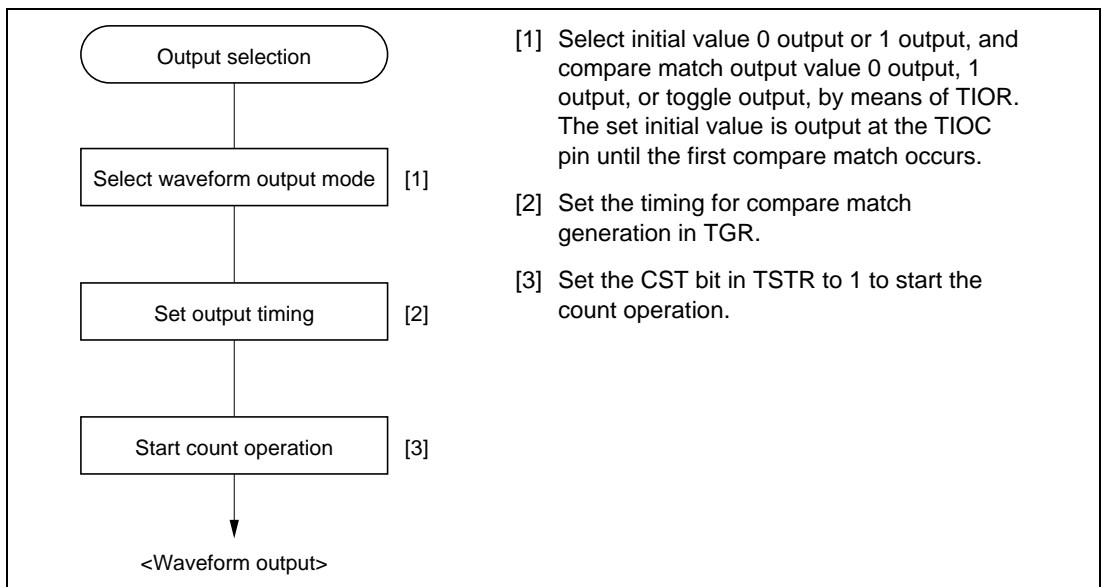 Output selection
Select waveform output mode [1]
Set output timing [2]
Start count operation [3]
<Waveform output>
[1] Select initial value 0 output or 1 output, and
compare match output value 0 output, 1
output, or toggle output, by means of TIOR.
The set initial value is output at the TIOC
pin until the first compare match occurs.
[2] Set the timing for compare match
generation in TGR.
[3] Set the CST bit in TSTR to 1 to start the
count operation.